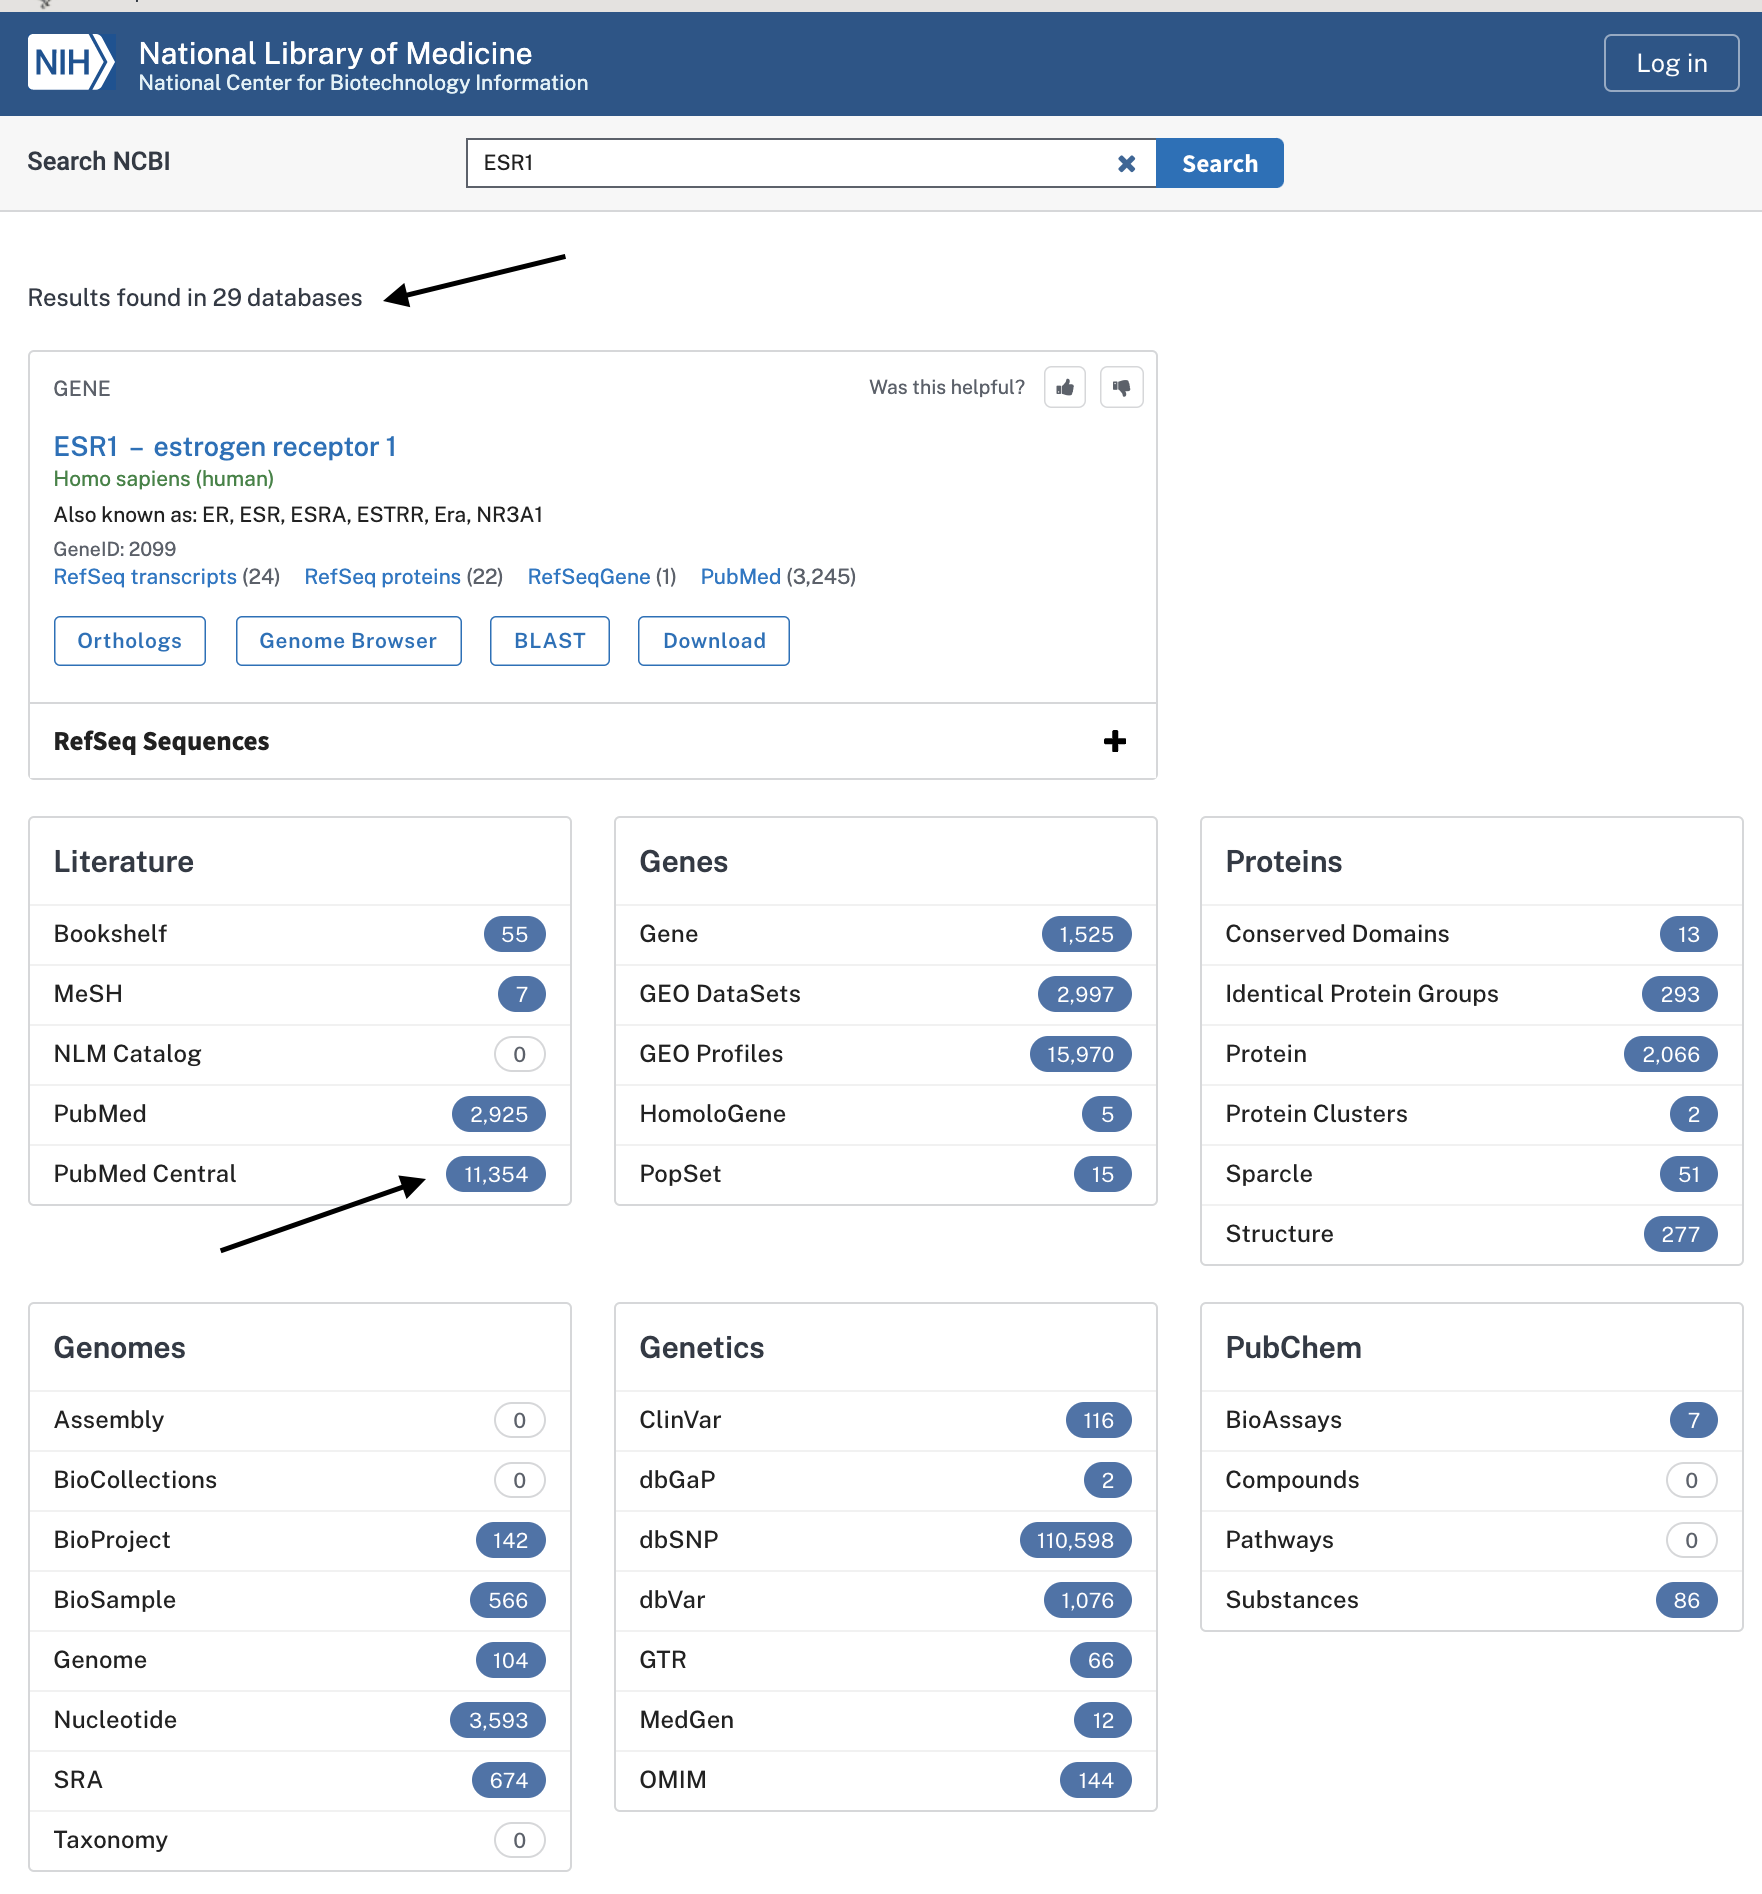 NIH
National Library of Medicine
National Center for Biotechnology Information
Log in
Search NCBI
ESR1
Search
Results found in 29 databases
GENE
Was this helpful?
ESR1 – estrogen receptor 1
Homo sapiens (human)
Also known as: ER, ESR, ESRA, ESTRR, Era, NR3A1
GeneID: 2099
RefSeq transcripts (24) RefSeq proteins (22) RefSeqGene (1) PubMed (3,245)
Orthologs Genome Browser BLAST Download
RefSeq Sequences
Literature
Bookshelf 55
MeSH 7
NLM Catalog 0
PubMed 2,925
PubMed Central 11,354
Genes
Gene 1,525
GEO DataSets 2,997
GEO Profiles 15,970
HomoloGene 5
PopSet 15
Proteins
Conserved Domains 13
Identical Protein Groups 293
Protein 2,066
Protein Clusters 2
Sparcle 51
Structure 277
Genomes
Assembly 0
BioCollections 0
BioProject 142
BioSample 566
Genome 104
Nucleotide 3,593
SRA 674
Taxonomy 0
Genetics
ClinVar 116
dbGaP 2
dbSNP 110,598
dbVar 1,076
GTR 66
MedGen 12
OMIM 144
PubChem
BioAssays 7
Compounds 0
Pathways 0
Substances 86